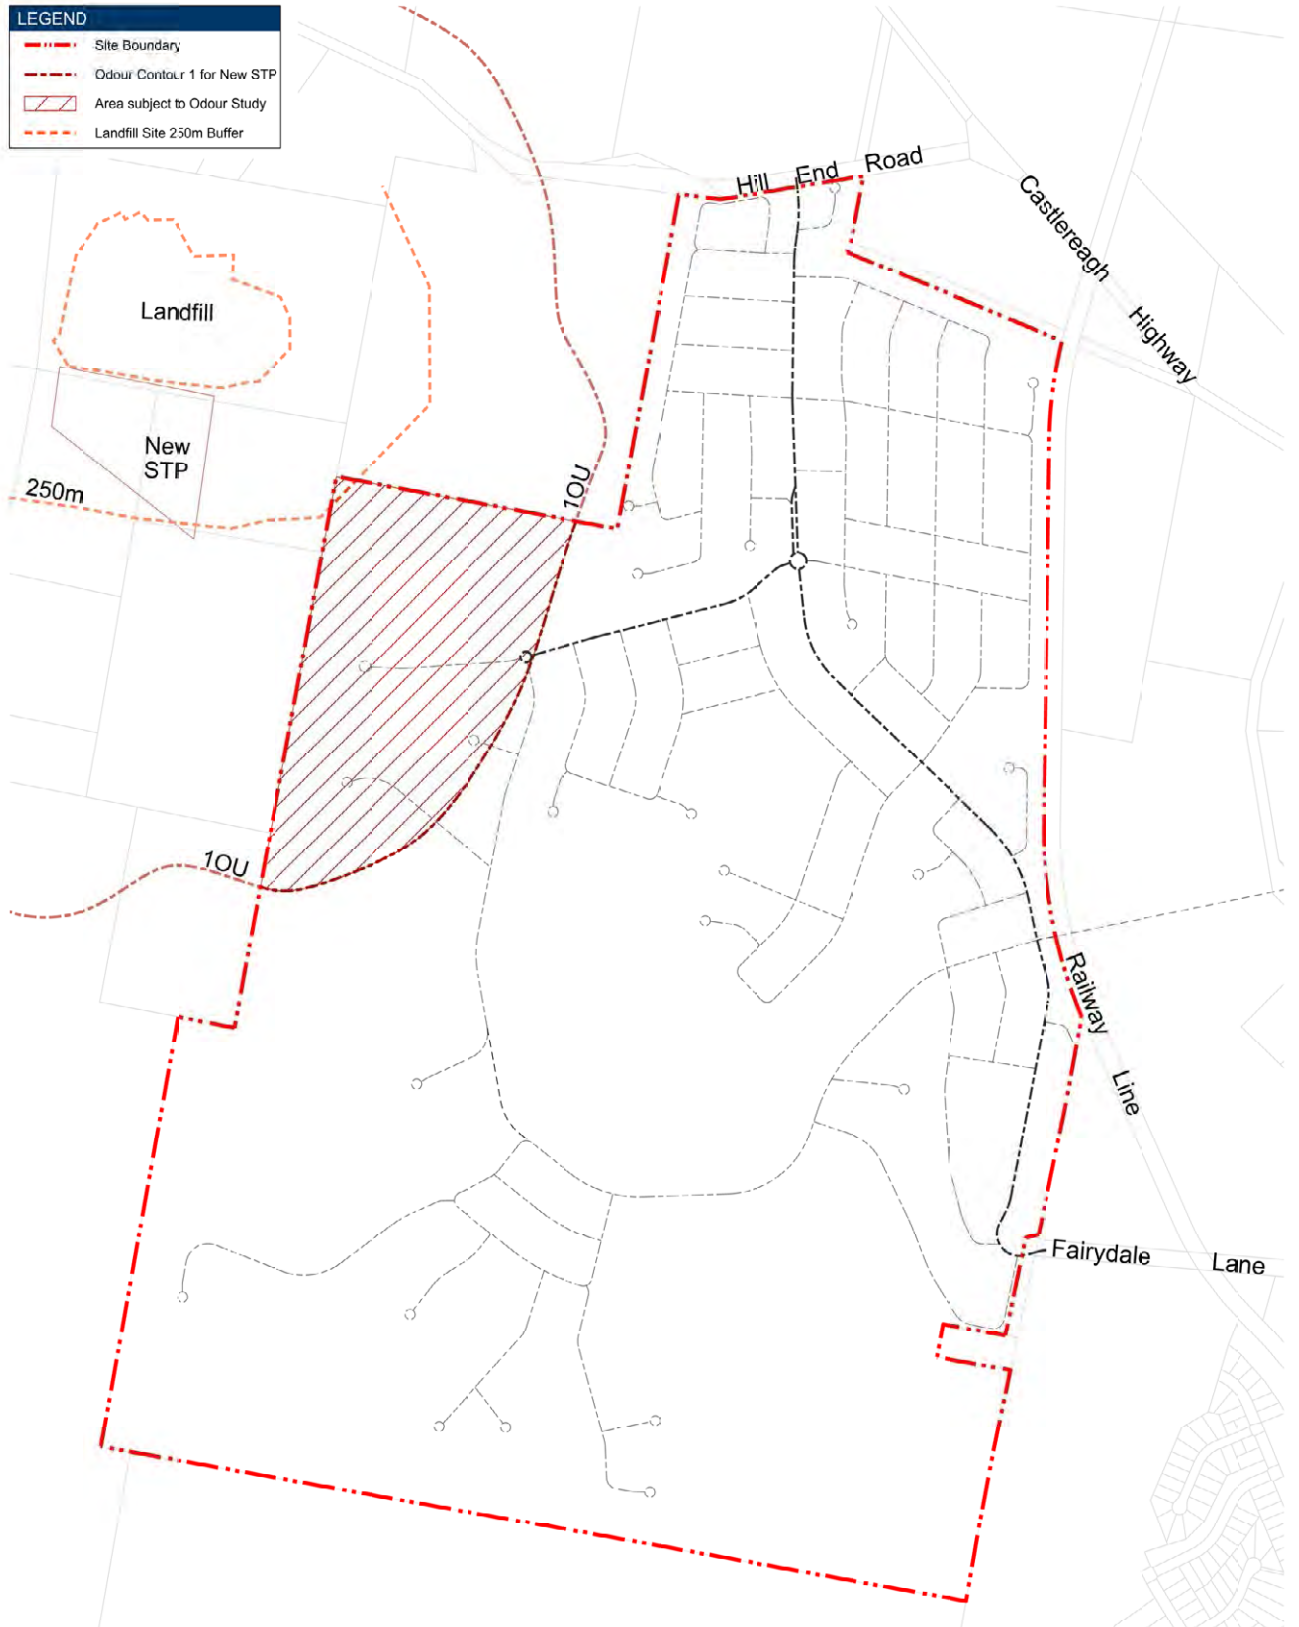 LEGEND
Site Boundary
Odour Contour 1 for New STP
Area subject to Odour Study
Landfill Site 250m Buffer
Hill End Road
Castlereagh
Highway
Landfill
New
STP
250m
1OU
1OU
Railway
Line
Fairydale Lane